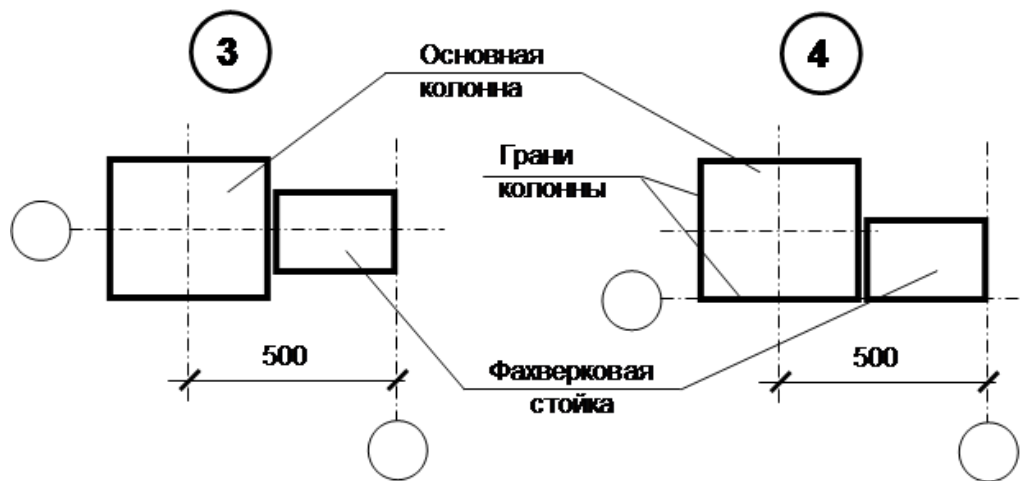 3
4
Основная
колонна
Грани
колонны
500
500
Фахверковая
стойка